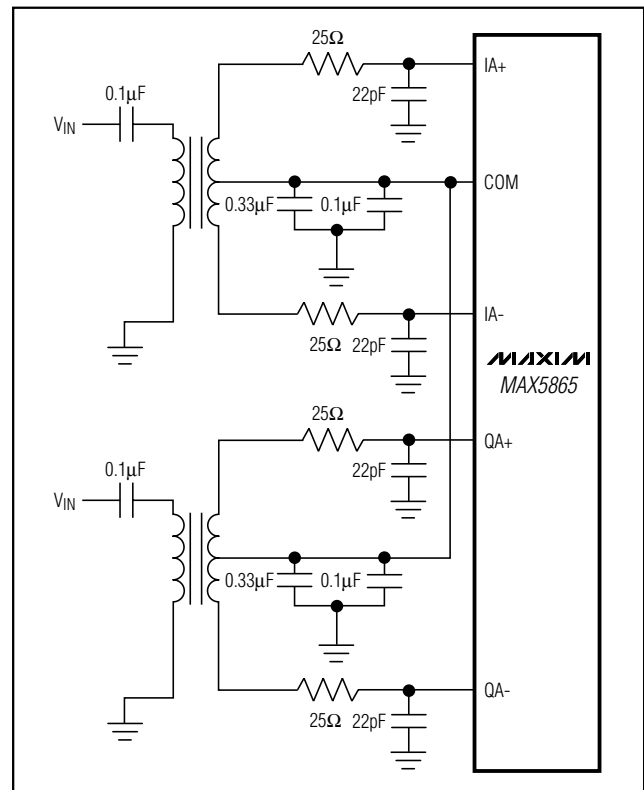 25Ω
IA+
0.1µF
22pF
VIN
COM
0.33µF 0.1µF
IA-
25Ω 22pF
MAXIM
MAX5865
25Ω
QA+
0.1µF
22pF
VIN
0.33µF 0.1µF
QA-
25Ω 22pF